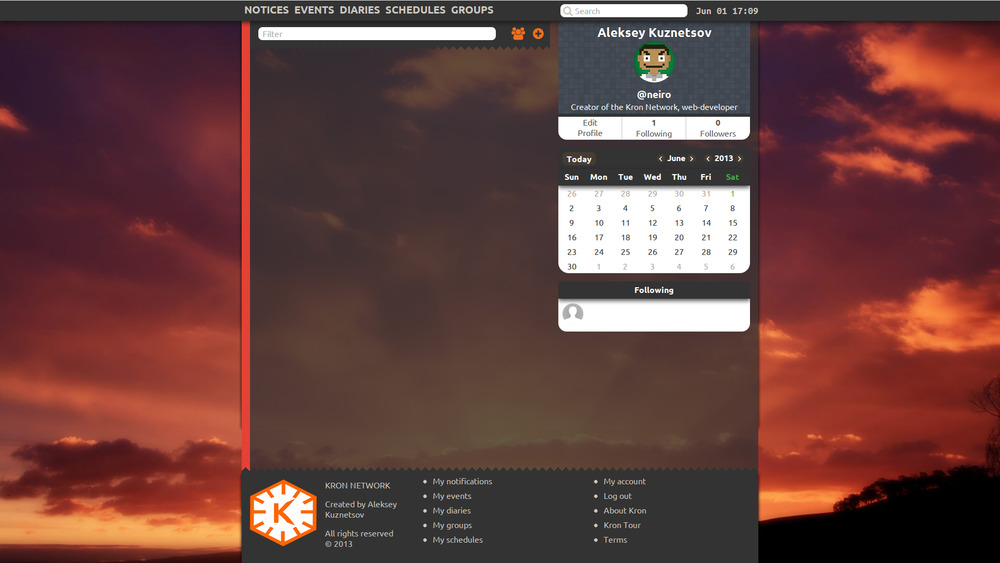 NOTICES EVENTS DIARIES SCHEDULES GROUPS
Search
Jun 01 17:09
Filter
Aleksey Kuznetsov
@neiro
Creator of the Kron Network, web-developer
Edit Profile
1 Following
0 Followers
Today ‹ June › ‹ 2013 ›
Sun Mon Tue Wed Thu Fri Sat
26 27 28 29 30 31 1
2 3 4 5 6 7 8
9 10 11 12 13 14 15
16 17 18 19 20 21 22
23 24 25 26 27 28 29
30 1 2 3 4 5 6
Following
K
KRON NETWORK
Created by Aleksey
Kuznetsov
All rights reserved
© 2013
My notifications
My events
My diaries
My groups
My schedules
My account
Log out
About Kron
Kron Tour
Terms